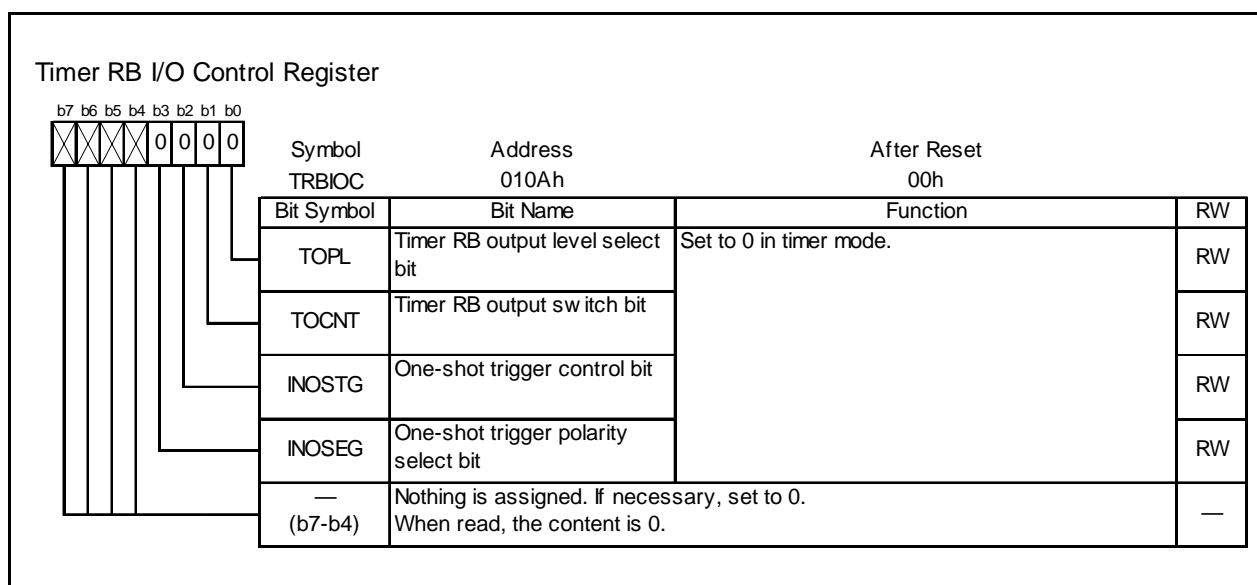 Timer RB I/O Control Register
b7 b6 b5 b4 b3 b2 b1 b0
0 0 0 0
Symbol Address After Reset
TRBIOC 010Ah 00h
Bit Symbol Bit Name Function RW
TOPL Timer RB output level select bit Set to 0 in timer mode. RW
TOCNT Timer RB output switch bit RW
INOSTG One-shot trigger control bit RW
INOSEG One-shot trigger polarity select bit RW
— (b7-b4) Nothing is assigned. If necessary, set to 0. —
When read, the content is 0.